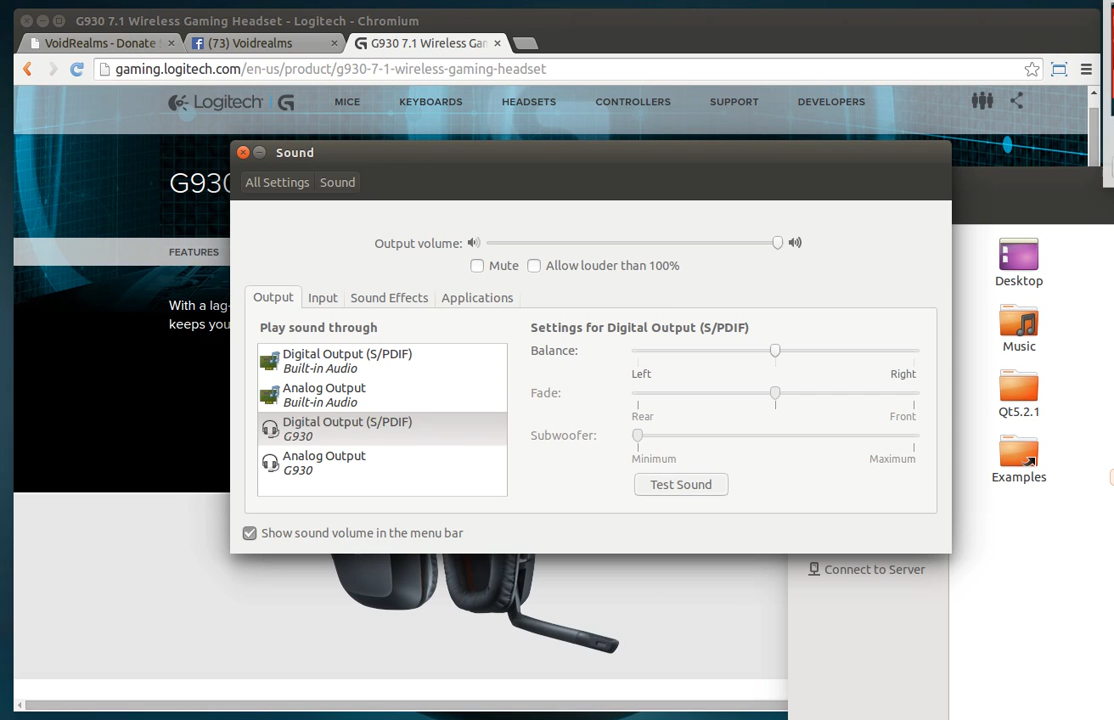 G930 7.1 Wireless Gaming Headset - Logitech - Chromium
VoidRealms - Donate
(73) Voidrealms
G930 7.1 Wireless Gam
gaming.logitech.com/en-us/product/g930-7-1-wireless-gaming-headset
Logitech G MICE KEYBOARDS HEADSETS CONTROLLERS SUPPORT DEVELOPERS
G930
FEATURES
With a lag-
keeps you
Sound
All Settings Sound
Output volume:
Mute Allow louder than 100%
Output Input Sound Effects Applications
Play sound through
Digital Output (S/PDIF)
Built-in Audio
Analog Output
Built-in Audio
Digital Output (S/PDIF)
G930
Analog Output
G930
Settings for Digital Output (S/PDIF)
Balance:
Left Right
Fade:
Rear Front
Subwoofer:
Minimum Maximum
Test Sound
Show sound volume in the menu bar
Desktop
Music
Qt5.2.1
Examples
Connect to Server